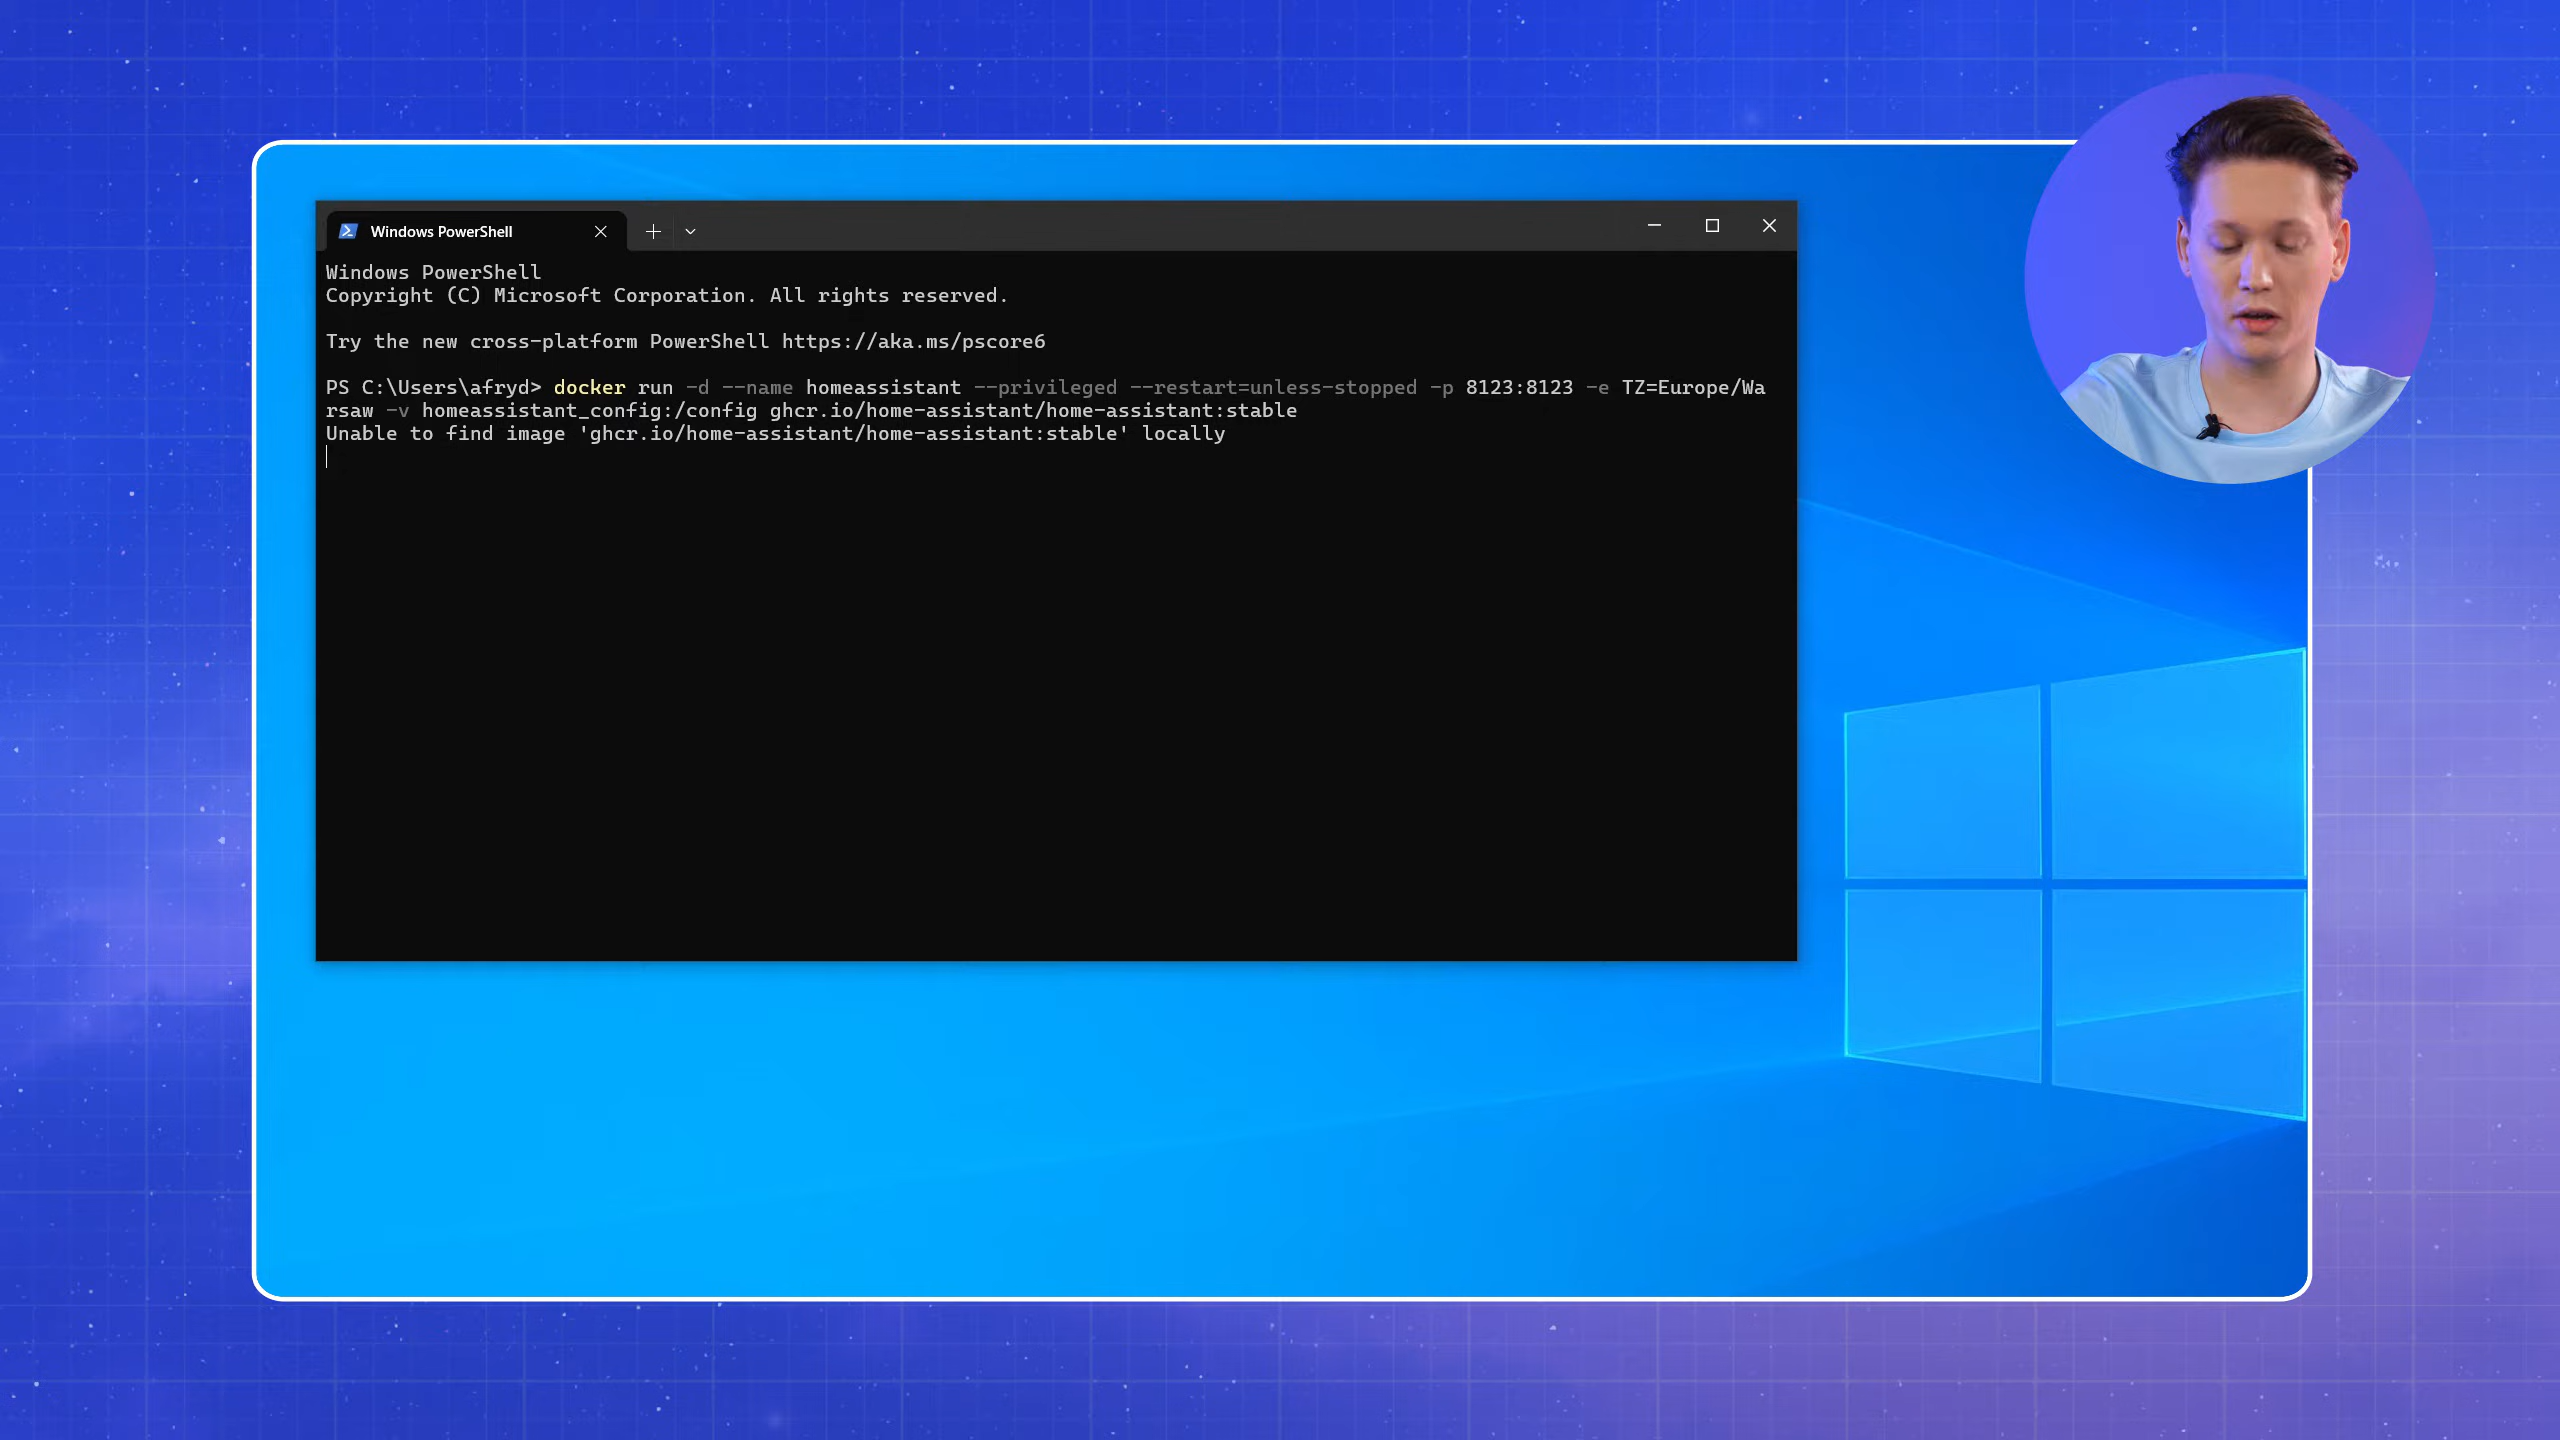 Windows PowerShell
Windows PowerShell
Copyright (C) Microsoft Corporation. All rights reserved.
Try the new cross-platform PowerShell https://aka.ms/pscore6
PS C:\Users\afryd> docker run -d --name homeassistant --privileged --restart=unless-stopped -p 8123:8123 -e TZ=Europe/Wa
rsaw -v homeassistant_config:/config ghcr.io/home-assistant/home-assistant:stable
Unable to find image 'ghcr.io/home-assistant/home-assistant:stable' locally